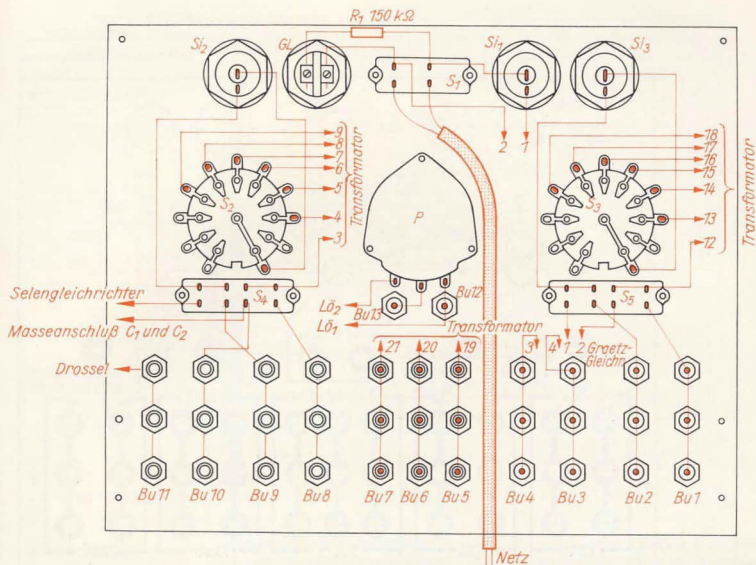 R₁ 150 kΩ
Si₂ GL Si₁ Si₃
S₁
2 1
9 8 7 6 5 4 3 Transformator
18 17 16 15 14 13 12 Transformator
S₂ P S₃
Selengleichrichter
S₄ Lö₂ Bu13 Bu12 S₅
Masseanschluß C₁ und C₂
Lö₁
Transformator
Drossel 21 20 19 3 4 1 2 Graetz-
Gleichr.
Bu11 Bu10 Bu9 Bu8 Bu7 Bu6 Bu5 Bu4 Bu3 Bu2 Bu1
Netz